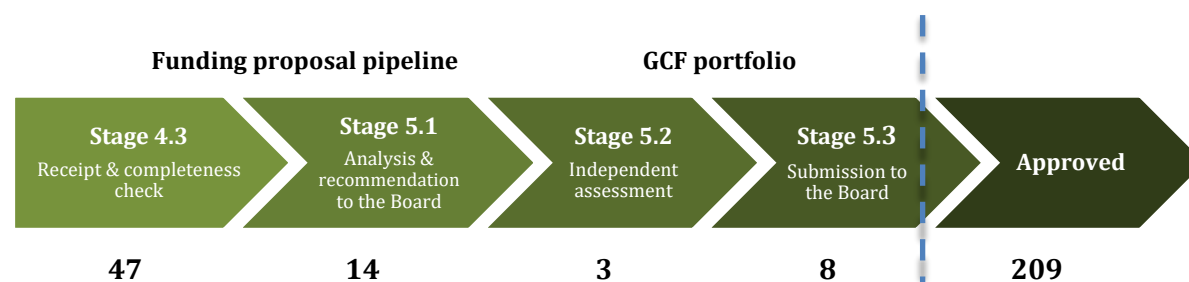 Funding proposal pipeline
GCF portfolio
Stage 4.3
Receipt & completeness
check
Stage 5.1
Analysis &
recommendation
to the Board
Stage 5.2
Independent
assessment
Stage 5.3
Submission to
the Board
Approved
47
14
3
8
209